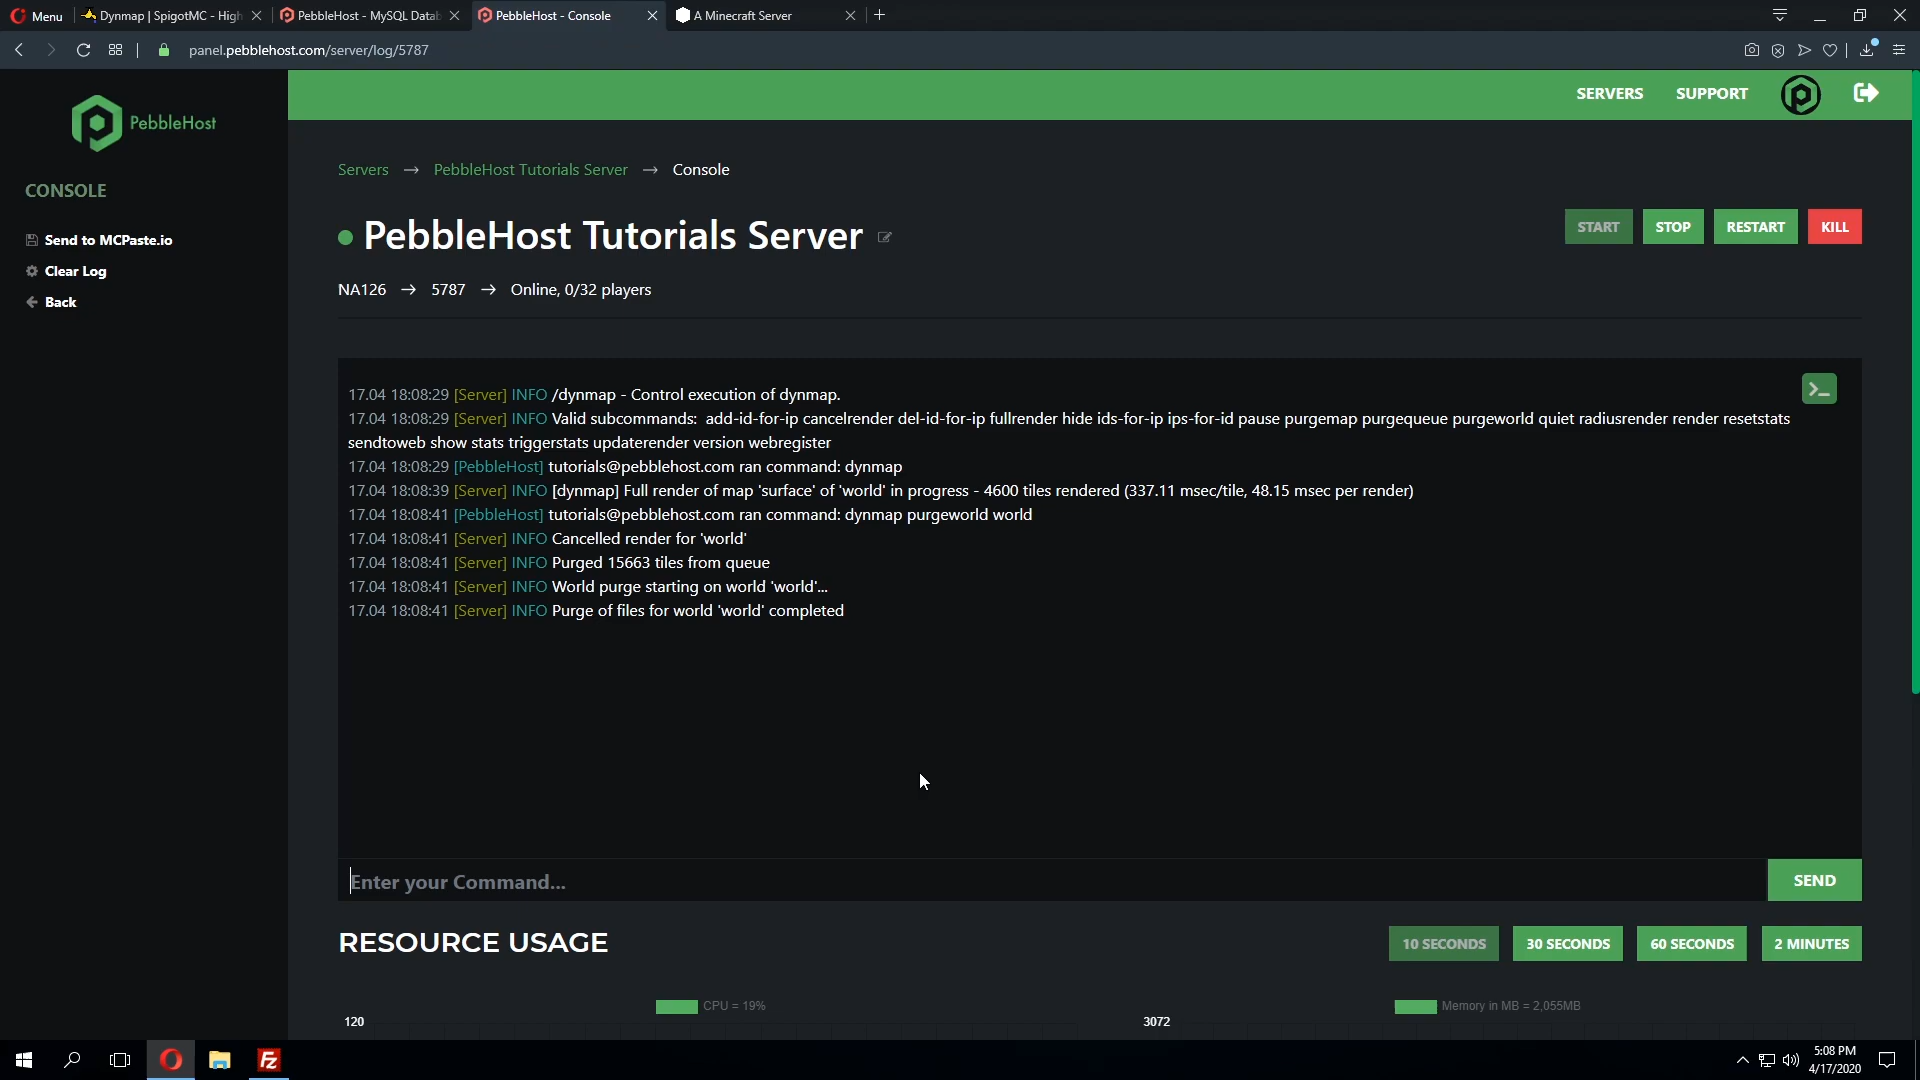 Menu
Dynmap | SpigotMC - High
PebbleHost - MySQL Datab
PebbleHost - Console
A Minecraft Server
panel.pebblehost.com/server/log/5787
SERVERS
SUPPORT
PebbleHost
CONSOLE
Send to MCPaste.io
Clear Log
Back
Servers → PebbleHost Tutorials Server → Console
PebbleHost Tutorials Server
START
STOP
RESTART
KILL
NA126 → 5787 → Online, 0/32 players
17.04 18:08:29 [Server] INFO /dynmap - Control execution of dynmap.
17.04 18:08:29 [Server] INFO Valid subcommands: add-id-for-ip cancelrender del-id-for-ip fullrender hide ids-for-ip ips-for-id pause purgemap purgequeue purgeworld quiet radiusrender render resetstats
sendtoweb show stats triggerstats updaterender version webregister
17.04 18:08:29 [PebbleHost] tutorials@pebblehost.com ran command: dynmap
17.04 18:08:39 [Server] INFO [dynmap] Full render of map 'surface' of 'world' in progress - 4600 tiles rendered (337.11 msec/tile, 48.15 msec per render)
17.04 18:08:41 [PebbleHost] tutorials@pebblehost.com ran command: dynmap purgeworld world
17.04 18:08:41 [Server] INFO Cancelled render for 'world'
17.04 18:08:41 [Server] INFO Purged 15663 tiles from queue
17.04 18:08:41 [Server] INFO World purge starting on world 'world'...
17.04 18:08:41 [Server] INFO Purge of files for world 'world' completed
Enter your Command...
SEND
RESOURCE USAGE
10 SECONDS
30 SECONDS
60 SECONDS
2 MINUTES
CPU = 19%
Memory in MB = 2,055MB
120
3072
5:08 PM
4/17/2020